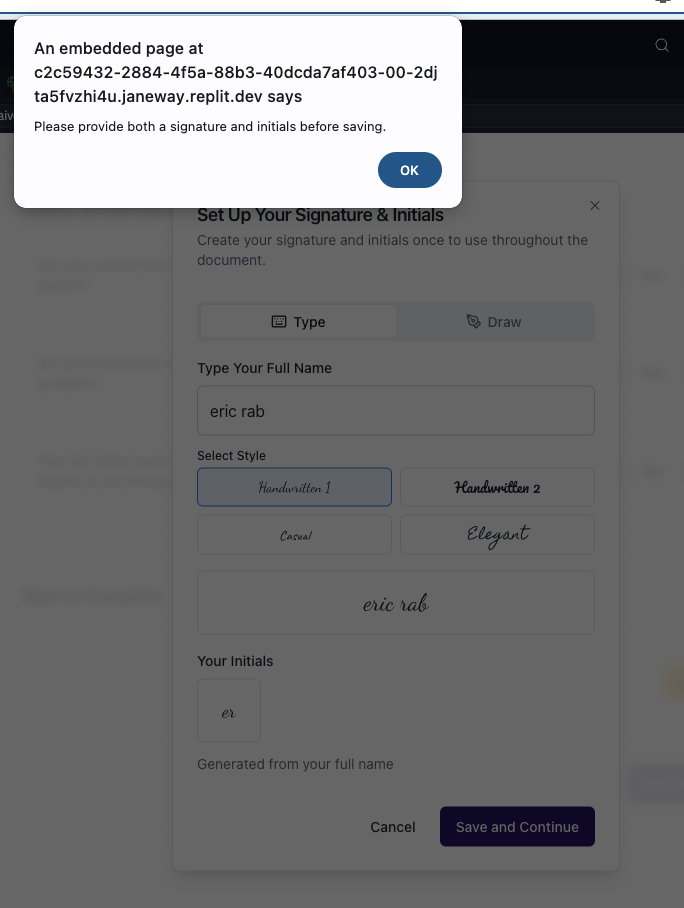 An embedded page at
c2c59432-2884-4f5a-88b3-40dcda7af403-00-2dj
ta5fvzhi4u.janeway.replit.dev says
Please provide both a signature and initials before saving.
OK
Set Up Your Signature & Initials
Create your signature and initials once to use throughout the
document.
Type Draw
Type Your Full Name
eric rab
Select Style
Handwritten 1 Handwritten 2
Casual Elegant
eric rab
Your Initials
er
Generated from your full name
Cancel Save and Continue